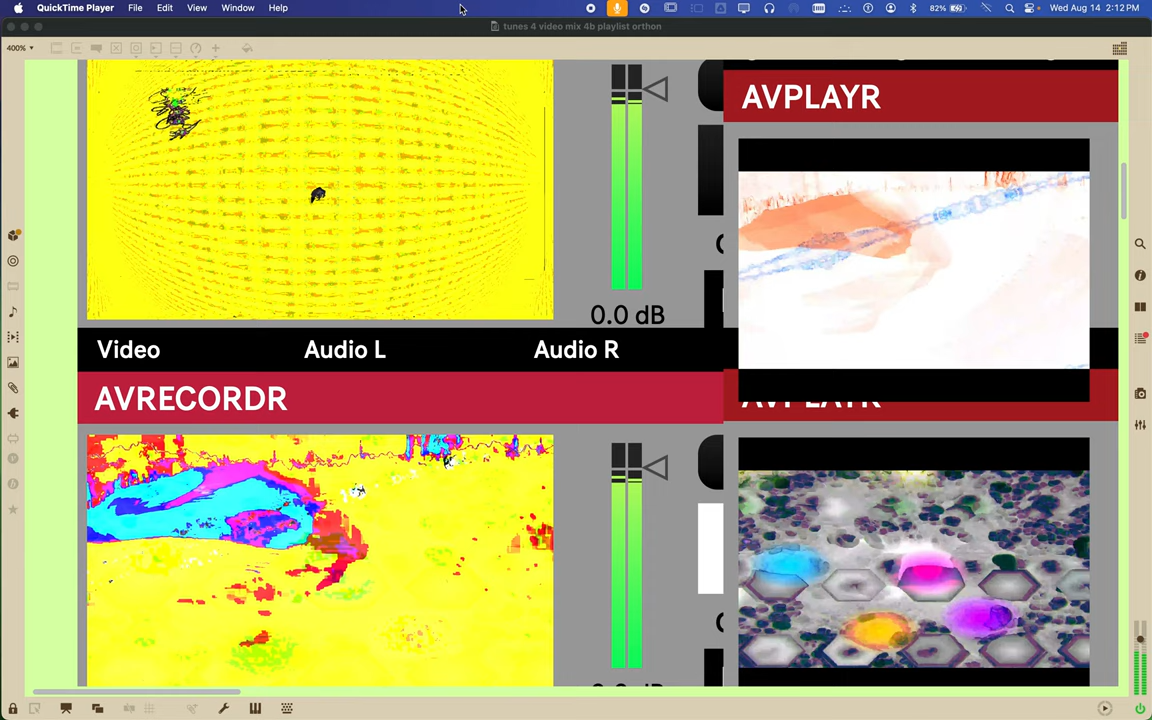 QuickTime Player File Edit View Window Help 82% Wed Aug 14 2:12 PM
tunes 4 video mix 4b playlist orthon
400%
AVPLAYR
0.0 dB
Video Audio L Audio R
AVRECORDR